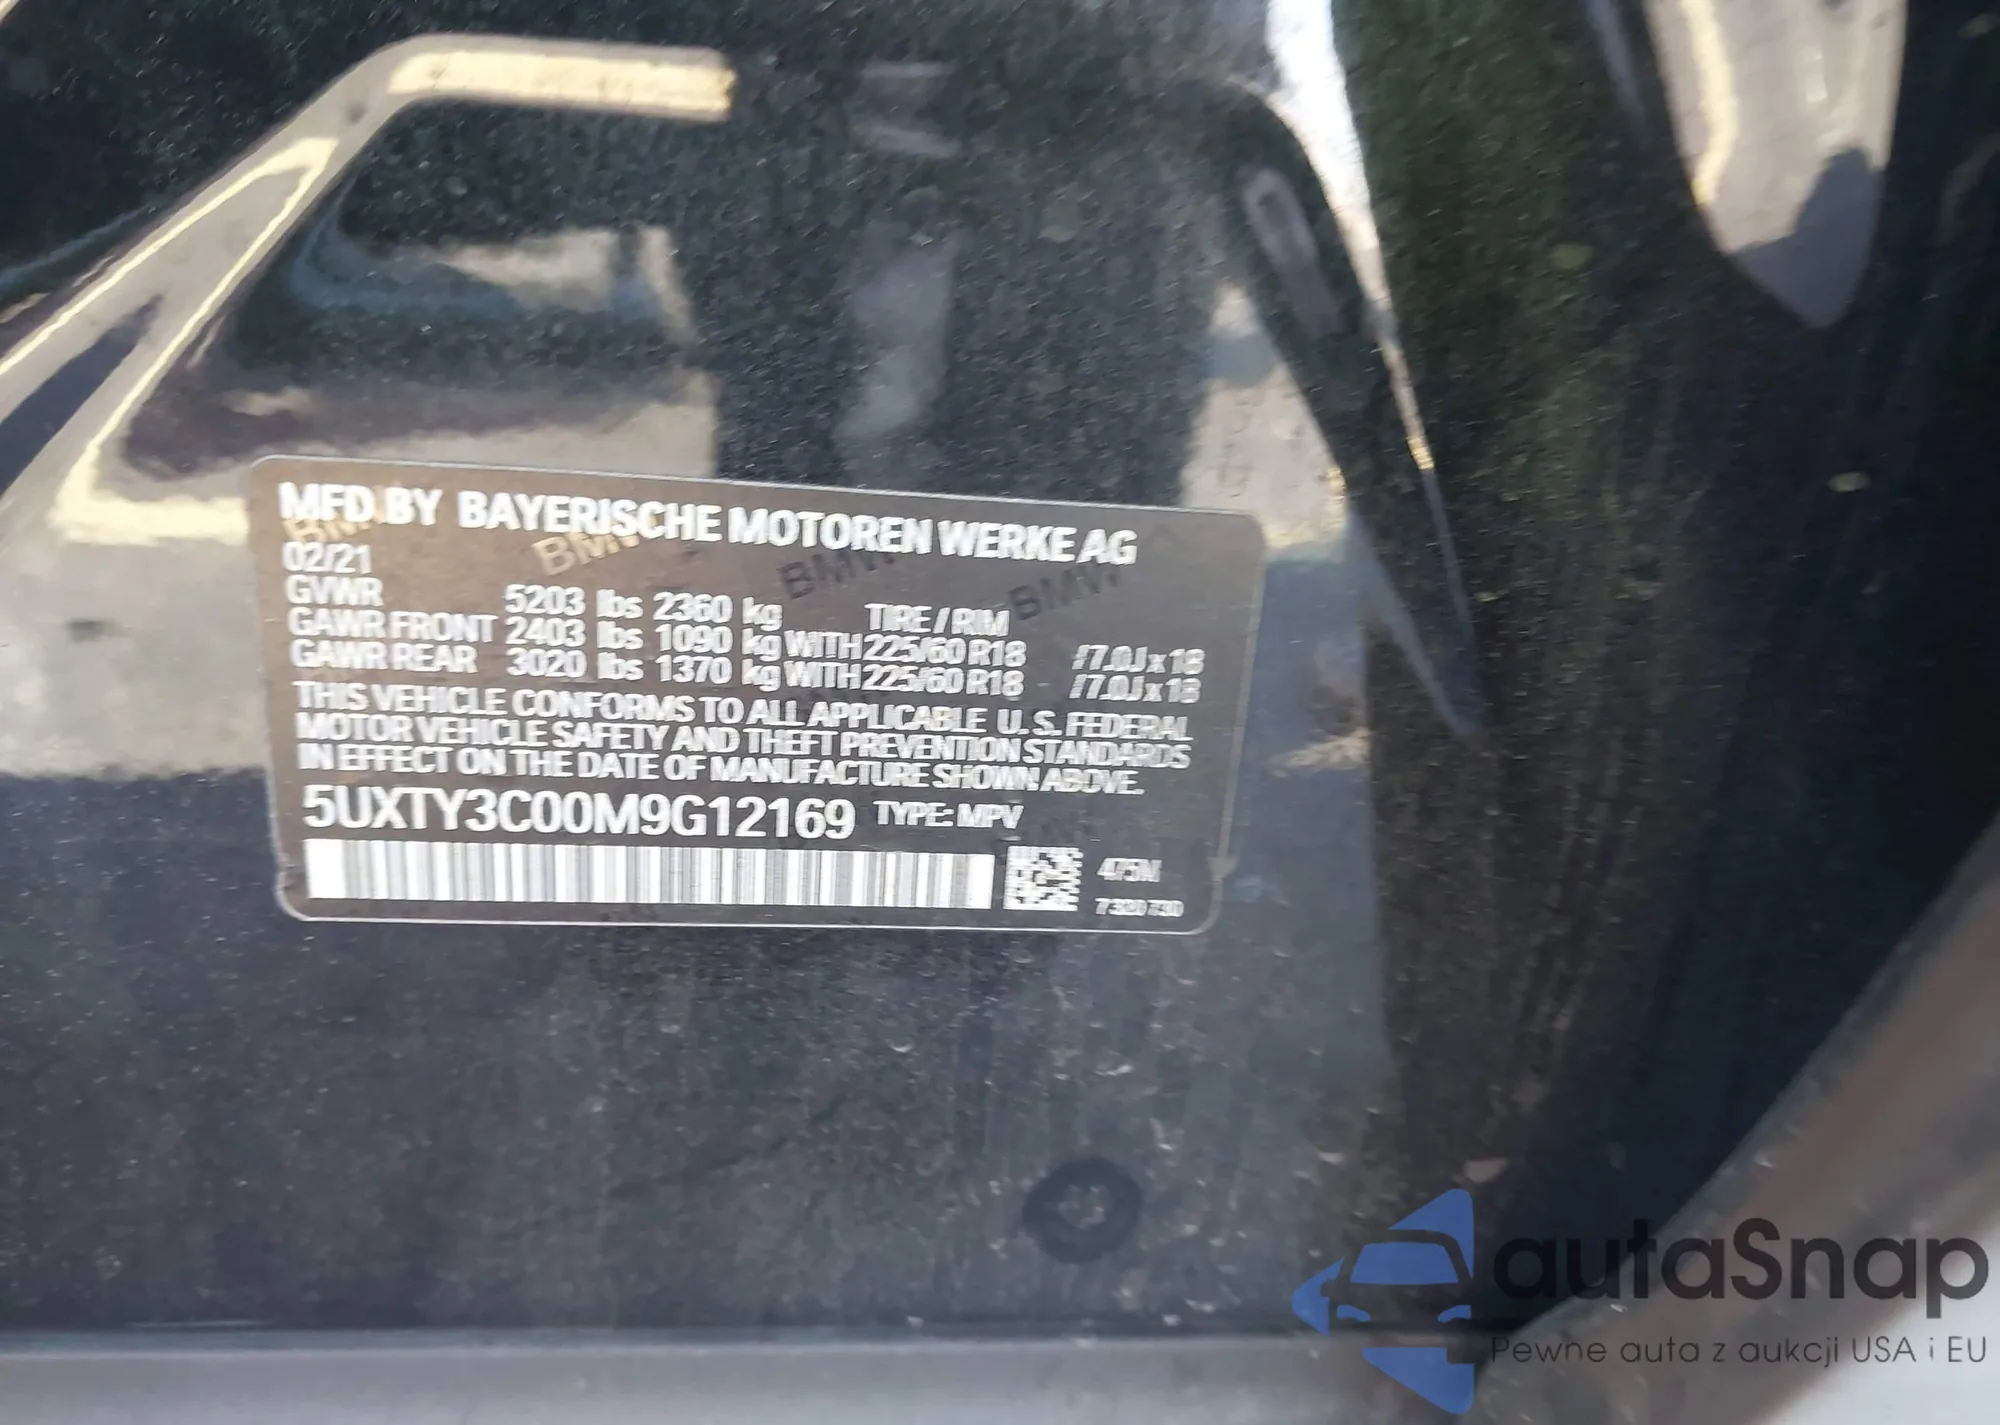 MFD BY BAYERISCHE MOTOREN WERKE AG
02/21
GVWR 5203 lbs 2360 kg TIRE / RIM
GAWR FRONT 2403 lbs 1090 kg WITH 225/60 R18 //7.0J x 18
GAWR REAR 3020 lbs 1370 kg WITH 225/60 R18 //7.0J x 18
THIS VEHICLE CONFORMS TO ALL APPLICABLE U. S. FEDERAL
MOTOR VEHICLE SAFETY AND THEFT PREVENTION STANDARDS
IN EFFECT ON THE DATE OF MANUFACTURE SHOWN ABOVE.
5UXTY3C00M9G12169 TYPE: MPV
475N
autaSnap
Pewne auta z aukcji USA i EU